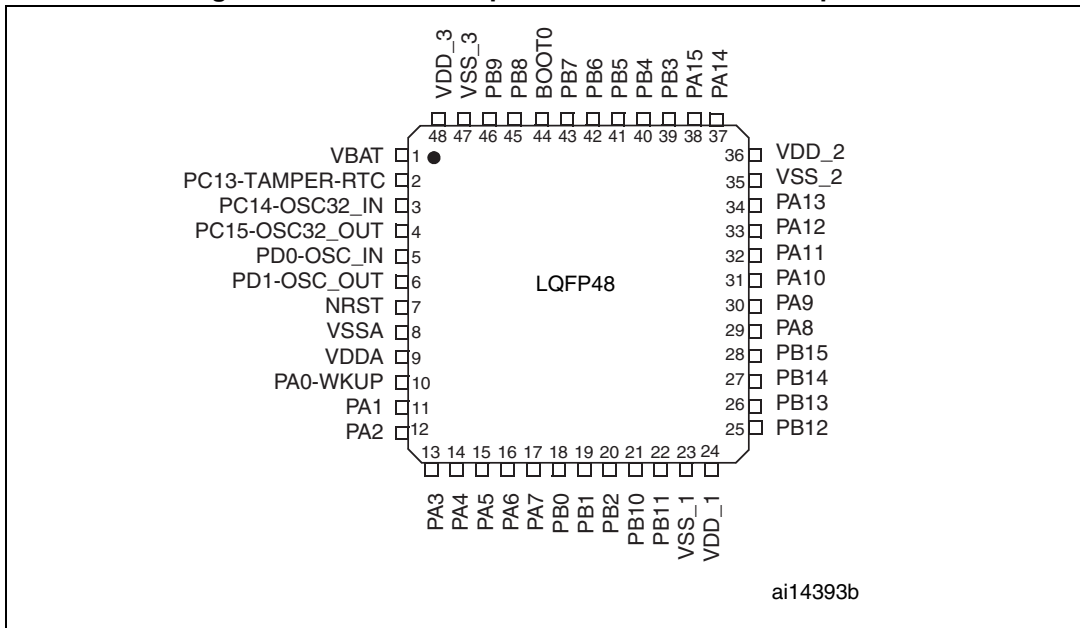 VDD_3
VSS_3
PB9
PB8
BOOT0
PB7
PB6
PB5
PB4
PB3
PA15
PA14
48 47 46 45 44 43 42 41 40 39 38 37
VBAT 1
PC13-TAMPER-RTC 2
PC14-OSC32_IN 3
PC15-OSC32_OUT 4
PD0-OSC_IN 5
PD1-OSC_OUT 6
NRST 7
VSSA 8
VDDA 9
PA0-WKUP 10
PA1 11
PA2 12
LQFP48
36 VDD_2
35 VSS_2
34 PA13
33 PA12
32 PA11
31 PA10
30 PA9
29 PA8
28 PB15
27 PB14
26 PB13
25 PB12
13 14 15 16 17 18 19 20 21 22 23 24
PA3
PA4
PA5
PA6
PA7
PB0
PB1
PB2
PB10
PB11
VSS_1
VDD_1
ai14393b